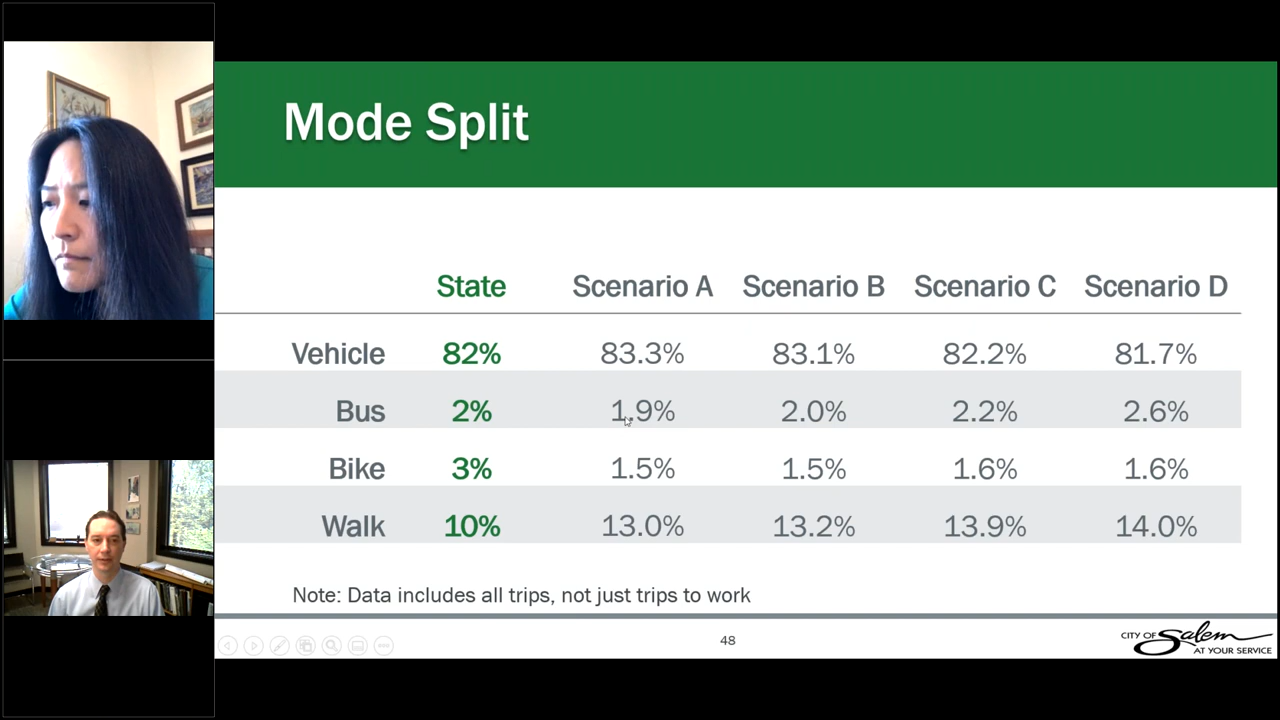 Mode Split
State Scenario A Scenario B Scenario C Scenario D
Vehicle 82% 83.3% 83.1% 82.2% 81.7%
Bus 2% 1.9% 2.0% 2.2% 2.6%
Bike 3% 1.5% 1.5% 1.6% 1.6%
Walk 10% 13.0% 13.2% 13.9% 14.0%
Note: Data includes all trips, not just trips to work
48
CITY OF Salem
AT YOUR SERVICE